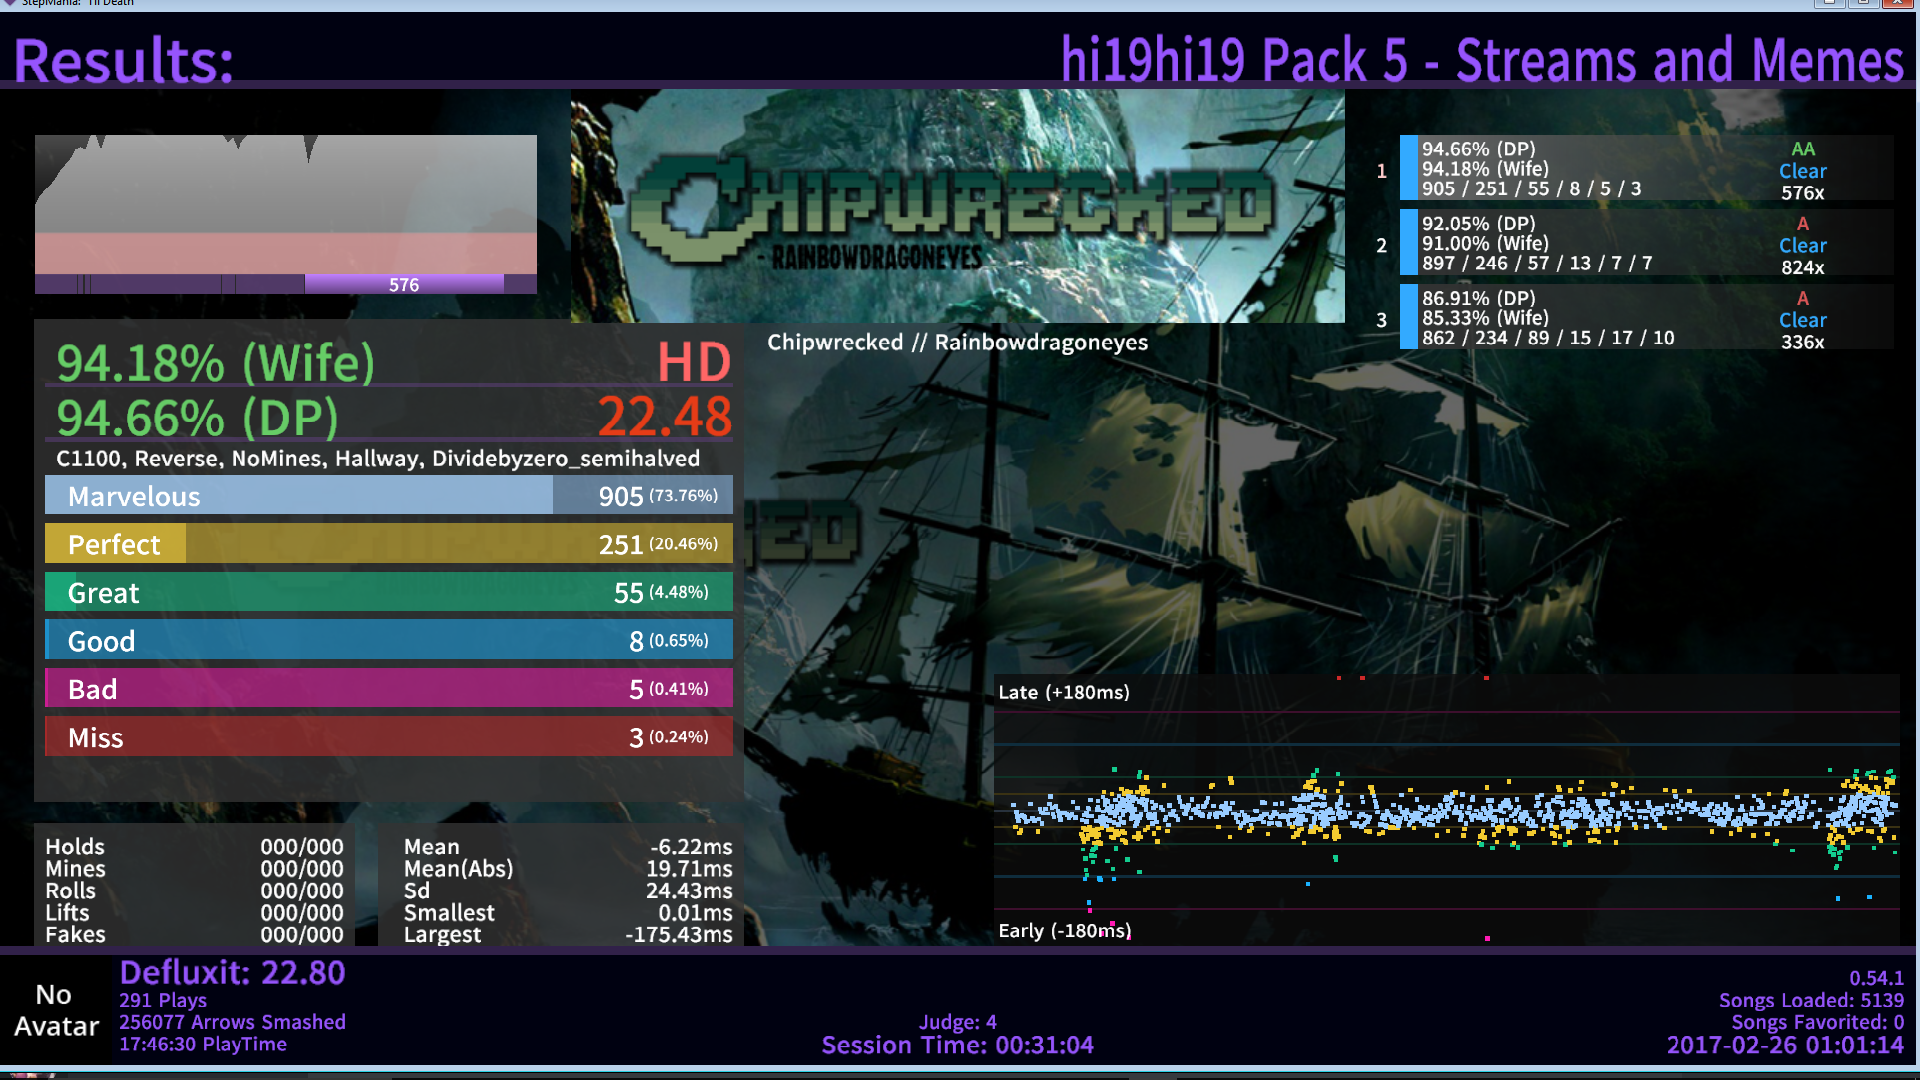 StepMania: 'Til Death
Results:
hi19hi19 Pack 5 - Streams and Memes
576
CHIPWRECKED
- RAINBOWDRAGONEYES
Chipwrecked // Rainbowdragoneyes
1
94.66% (DP)
AA
94.18% (Wife)
Clear
905 / 251 / 55 / 8 / 5 / 3
576x
2
92.05% (DP)
A
91.00% (Wife)
Clear
897 / 246 / 57 / 13 / 7 / 7
824x
3
86.91% (DP)
A
85.33% (Wife)
Clear
862 / 234 / 89 / 15 / 17 / 10
336x
94.18% (Wife)
HD
94.66% (DP)
22.48
C1100, Reverse, NoMines, Hallway, Dividebyzero_semihalved
Marvelous 905 (73.76%)
Perfect 251 (20.46%)
Great 55 (4.48%)
Good 8 (0.65%)
Bad 5 (0.41%)
Miss 3 (0.24%)
Holds 000/000
Mines 000/000
Rolls 000/000
Lifts 000/000
Fakes 000/000
Mean -6.22ms
Mean(Abs) 19.71ms
Sd 24.43ms
Smallest 0.01ms
Largest -175.43ms
Late (+180ms)
Early (-180ms)
No
Avatar
Defluxit: 22.80
291 Plays
256077 Arrows Smashed
17:46:30 PlayTime
Judge: 4
Session Time: 00:31:04
0.54.1
Songs Loaded: 5139
Songs Favorited: 0
2017-02-26 01:01:14